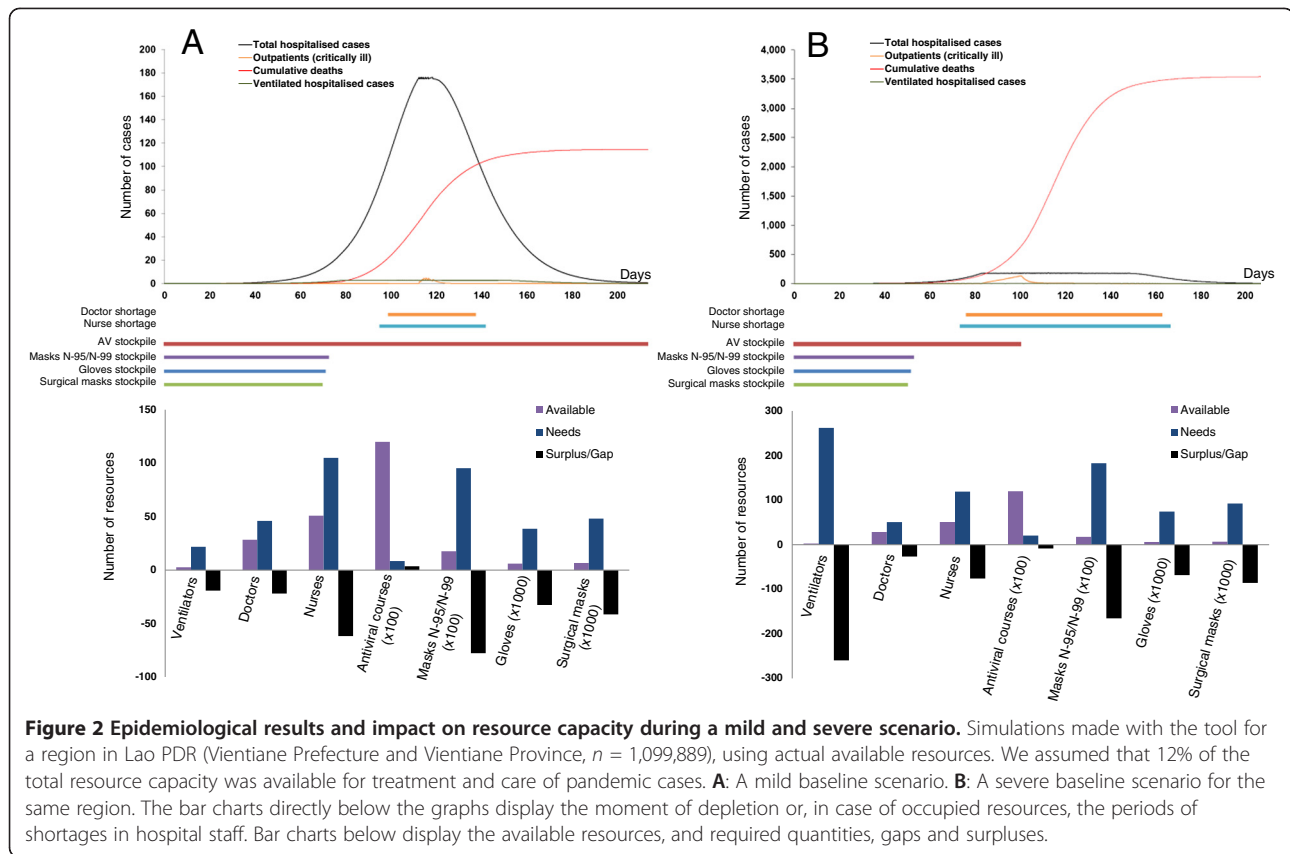 A
Total hospitalised cases
Outpatients (critically ill)
Cumulative deaths
Ventilated hospitalised cases
Number of cases
200
180
160
140
120
100
80
60
40
20
0
0 20 40 60 80 100 120 140 160 180 200
Days
Doctor shortage
Nurse shortage
AV stockpile
Masks N-95/N-99 stockpile
Gloves stockpile
Surgical masks stockpile
B
Total hospitalised cases
Outpatients (critically ill)
Cumulative deaths
Ventilated hospitalised cases
Number of cases
4,000
3,500
3,000
2,500
2,000
1,500
1,000
500
0
0 20 40 60 80 100 120 140 160 180 200
Days
Doctor shortage
Nurse shortage
AV stockpile
Masks N-95/N-99 stockpile
Gloves stockpile
Surgical masks stockpile
Number of resources
150
100
50
0
-50
-100
Available
Needs
Surplus/Gap
Ventilators
Doctors
Nurses
Antiviral courses
(x100)
Masks N-95/N-99
(x100)
Gloves (x1000)
Surgical masks
(x1000)
Number of resources
300
200
100
0
-100
-200
-300
Available
Needs
Surplus/Gap
Ventilators
Doctors
Nurses
Antiviral courses (x100)
Masks N-95/N-99 (x100)
Gloves (x1000)
Surgical masks (x1000)
Figure 2 Epidemiological results and impact on resource capacity during a mild and severe scenario. Simulations made with the tool for
a region in Lao PDR (Vientiane Prefecture and Vientiane Province, n = 1,099,889), using actual available resources. We assumed that 12% of the
total resource capacity was available for treatment and care of pandemic cases. A: A mild baseline scenario. B: A severe baseline scenario for the
same region. The bar charts directly below the graphs display the moment of depletion or, in case of occupied resources, the periods of
shortages in hospital staff. Bar charts below display the available resources, and required quantities, gaps and surpluses.